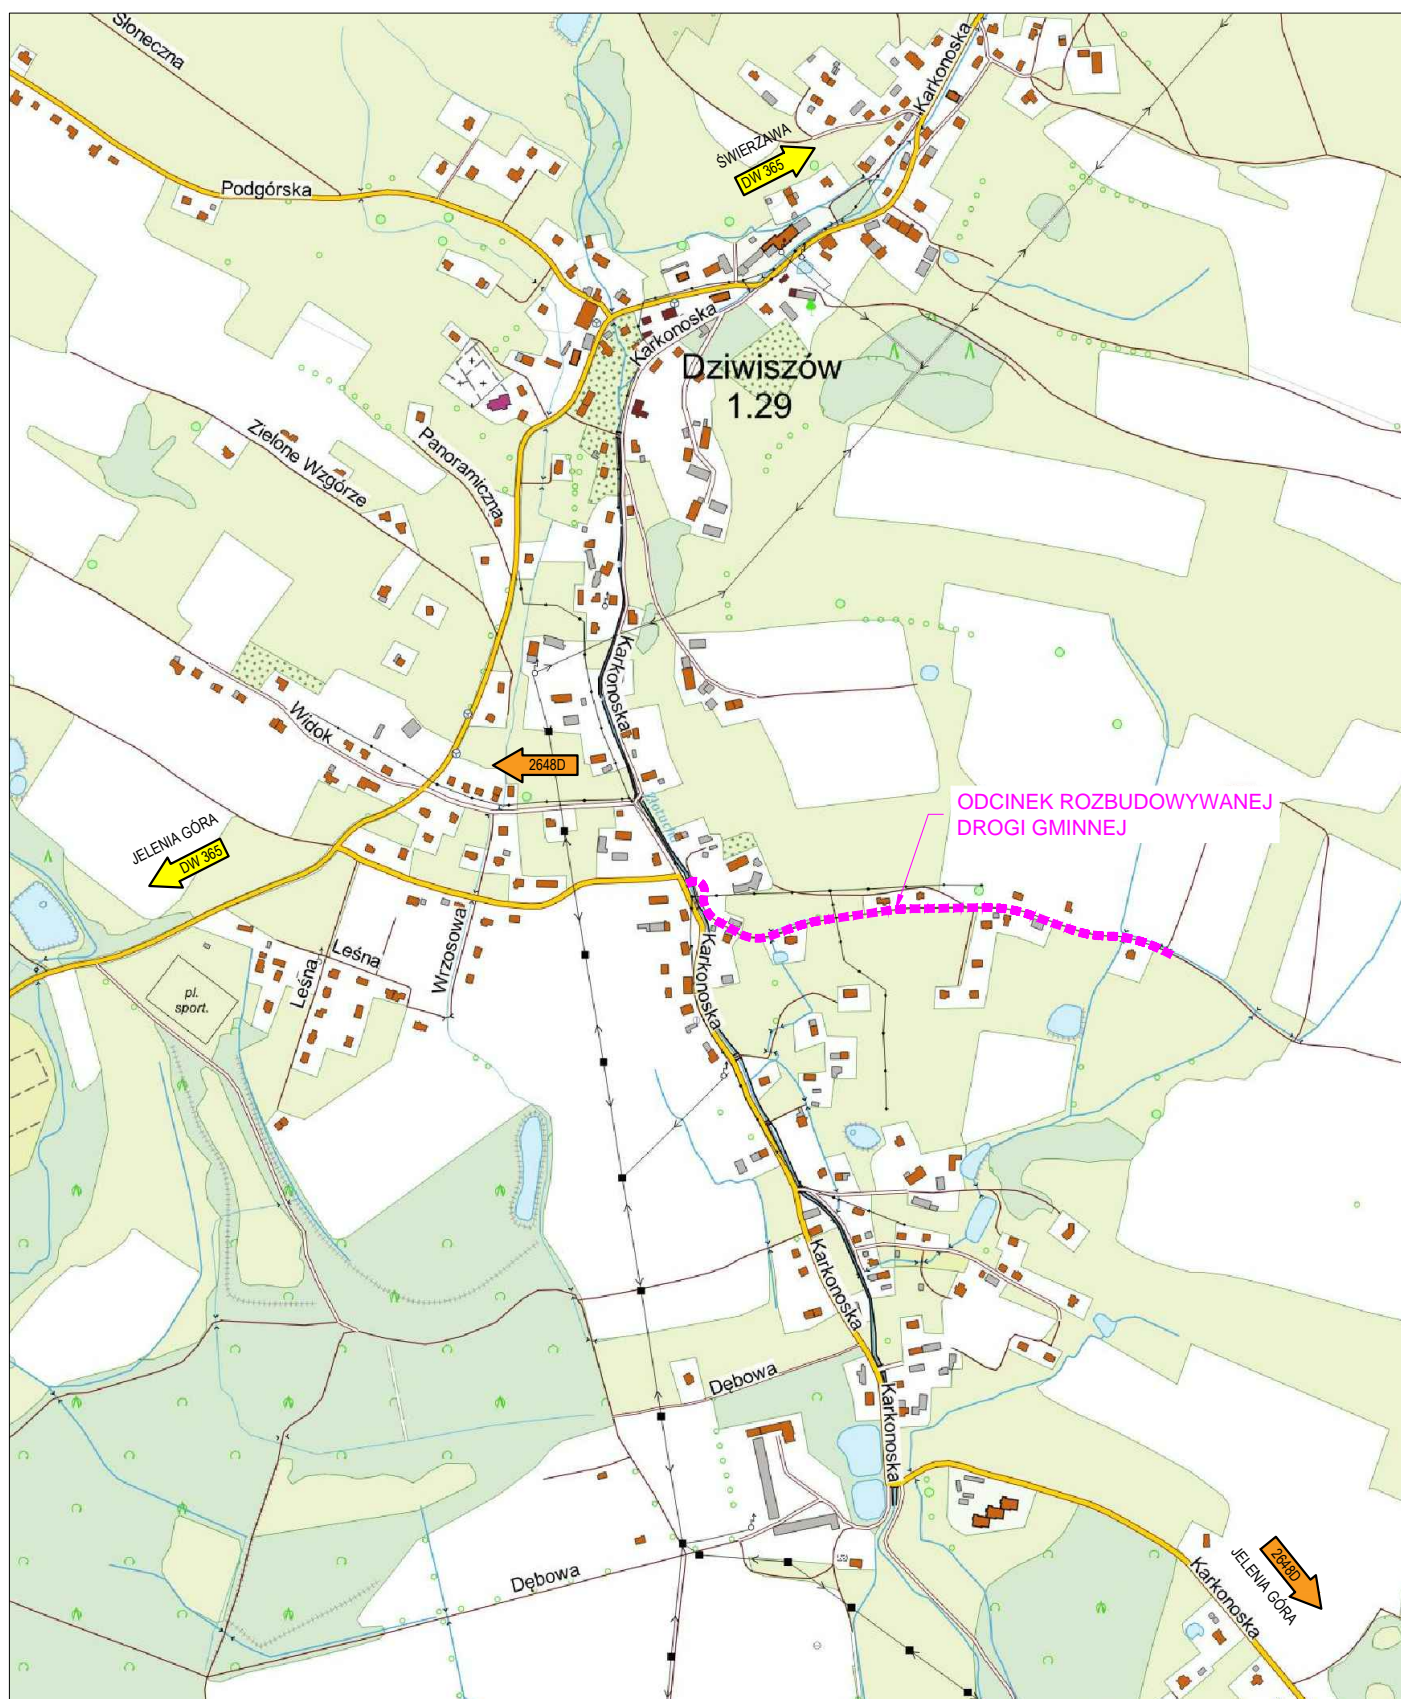 Słoneczna
Karkonoska
ŚWIERZAWA
DW 365
Podgórska
Karkonoska
Dziwiszów
1.29
Zielone Wzgórze
Panoramiczna
Karkonoska
Widok
2648D
ODCINEK ROZBUDOWYWANEJ
DROGI GMINNEJ
JELENIA GÓRA
DW 365
Wrzosowa
Leśna
Leśna
Karkonoska
pl.
sport.
Karkonoska
Dębowa
Karkonoska
Dębowa
Karkonoska
2648D
JELENIA GÓRA